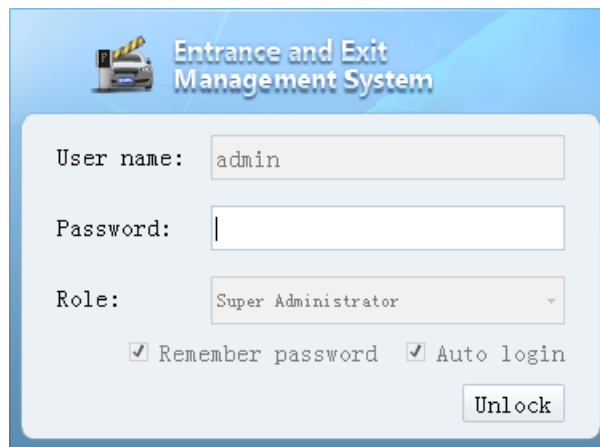 Entrance and Exit
Management System
User name: admin
Password:
Role: Super Administrator
Remember password Auto login
Unlock